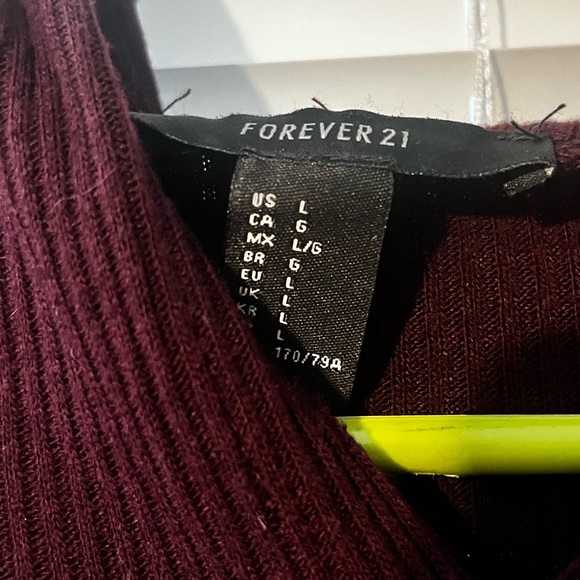 FOREVER 21
US L
CA G
MX L/G
BR G
EU L
UK L
KR L
170/79A